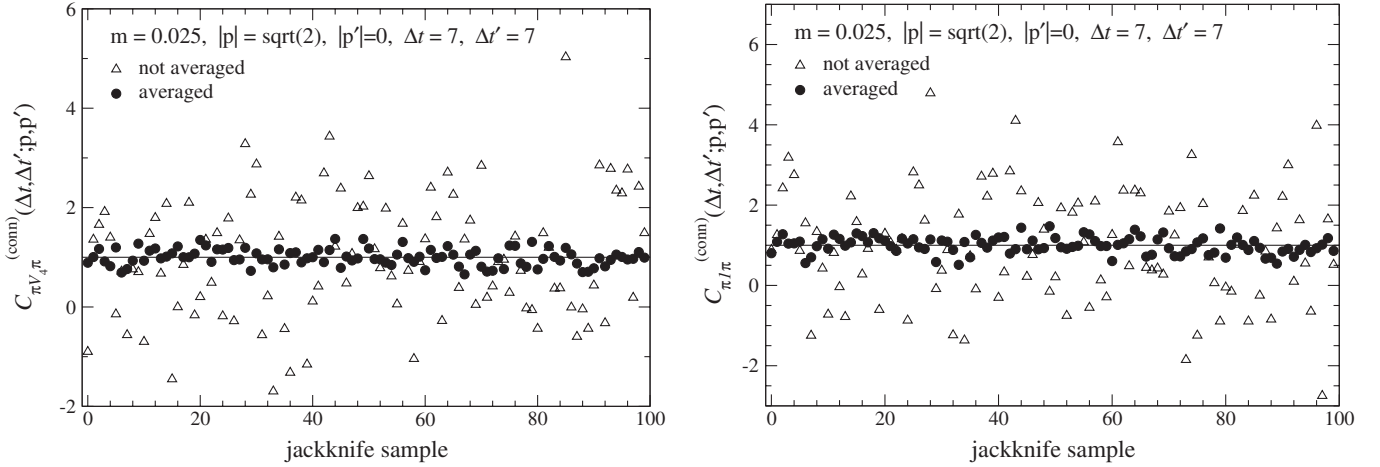 m = 0.025, |p| = sqrt(2), |p′|=0, Δt = 7, Δt′ = 7
not averaged
averaged
6
4
2
0
-2
0 20 40 60 80 100
jackknife sample
C_{πV_4π}^{(conn)}(Δt,Δt′;p,p′)
m = 0.025, |p| = sqrt(2), |p′|=0, Δt = 7, Δt′ = 7
not averaged
averaged
6
4
2
0
-2
0 20 40 60 80 100
jackknife sample
C_{π1π}^{(conn)}(Δt,Δt′;p,p′)